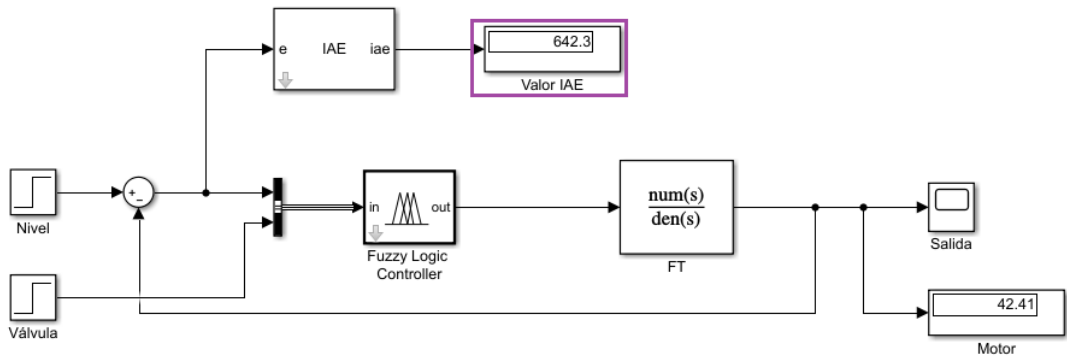 e IAE iae
642.3
Valor IAE
+
−
Nivel
in out
Fuzzy Logic
Controller
num(s)
den(s)
FT
Salida
Válvula
42.41
Motor